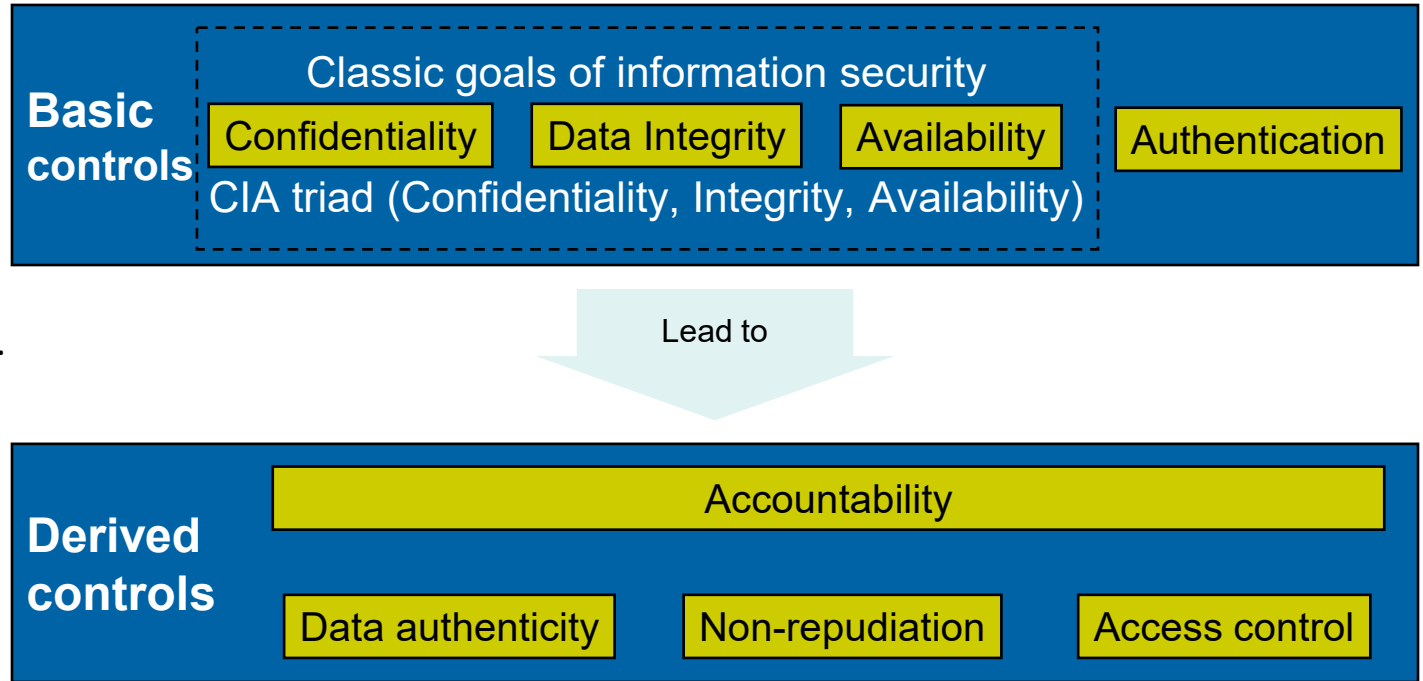 Classic goals of information security
Basic controls
Confidentiality
Data Integrity
Availability
Authentication
CIA triad (Confidentiality, Integrity, Availability)
Lead to
.
Accountability
Derived
controls
Data authenticity
Non-repudiation
Access control